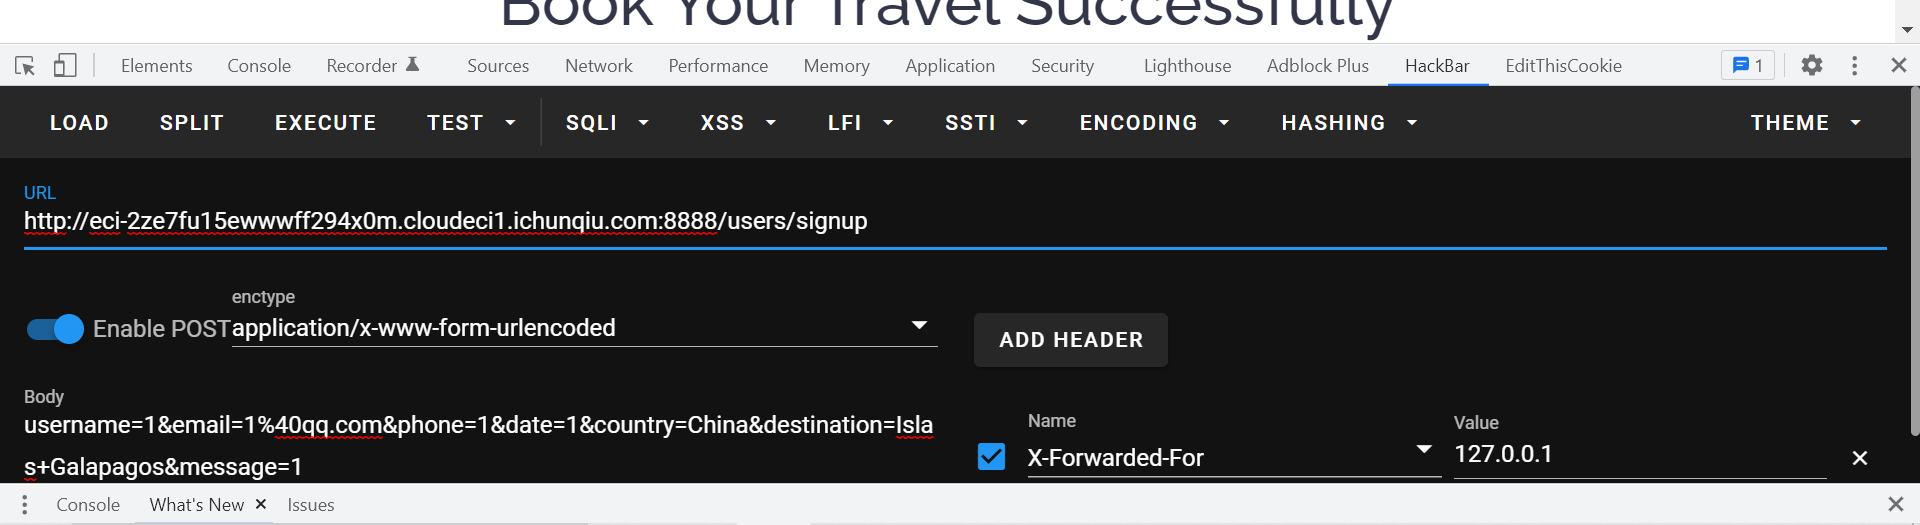 Book Your Travel Successfully
Elements Console Recorder Sources Network Performance Memory Application Security Lighthouse Adblock Plus HackBar EditThisCookie 1
LOAD SPLIT EXECUTE TEST SQLI XSS LFI SSTI ENCODING HASHING THEME
URL
http://eci-2ze7fu15ewwwff294x0m.cloudeci1.ichunqiu.com:8888/users/signup
enctype
Enable POST application/x-www-form-urlencoded
ADD HEADER
Body
username=1&email=1%40qq.com&phone=1&date=1&country=China&destination=Isla
s+Galapagos&message=1
Name Value
X-Forwarded-For 127.0.0.1
Console What's New Issues